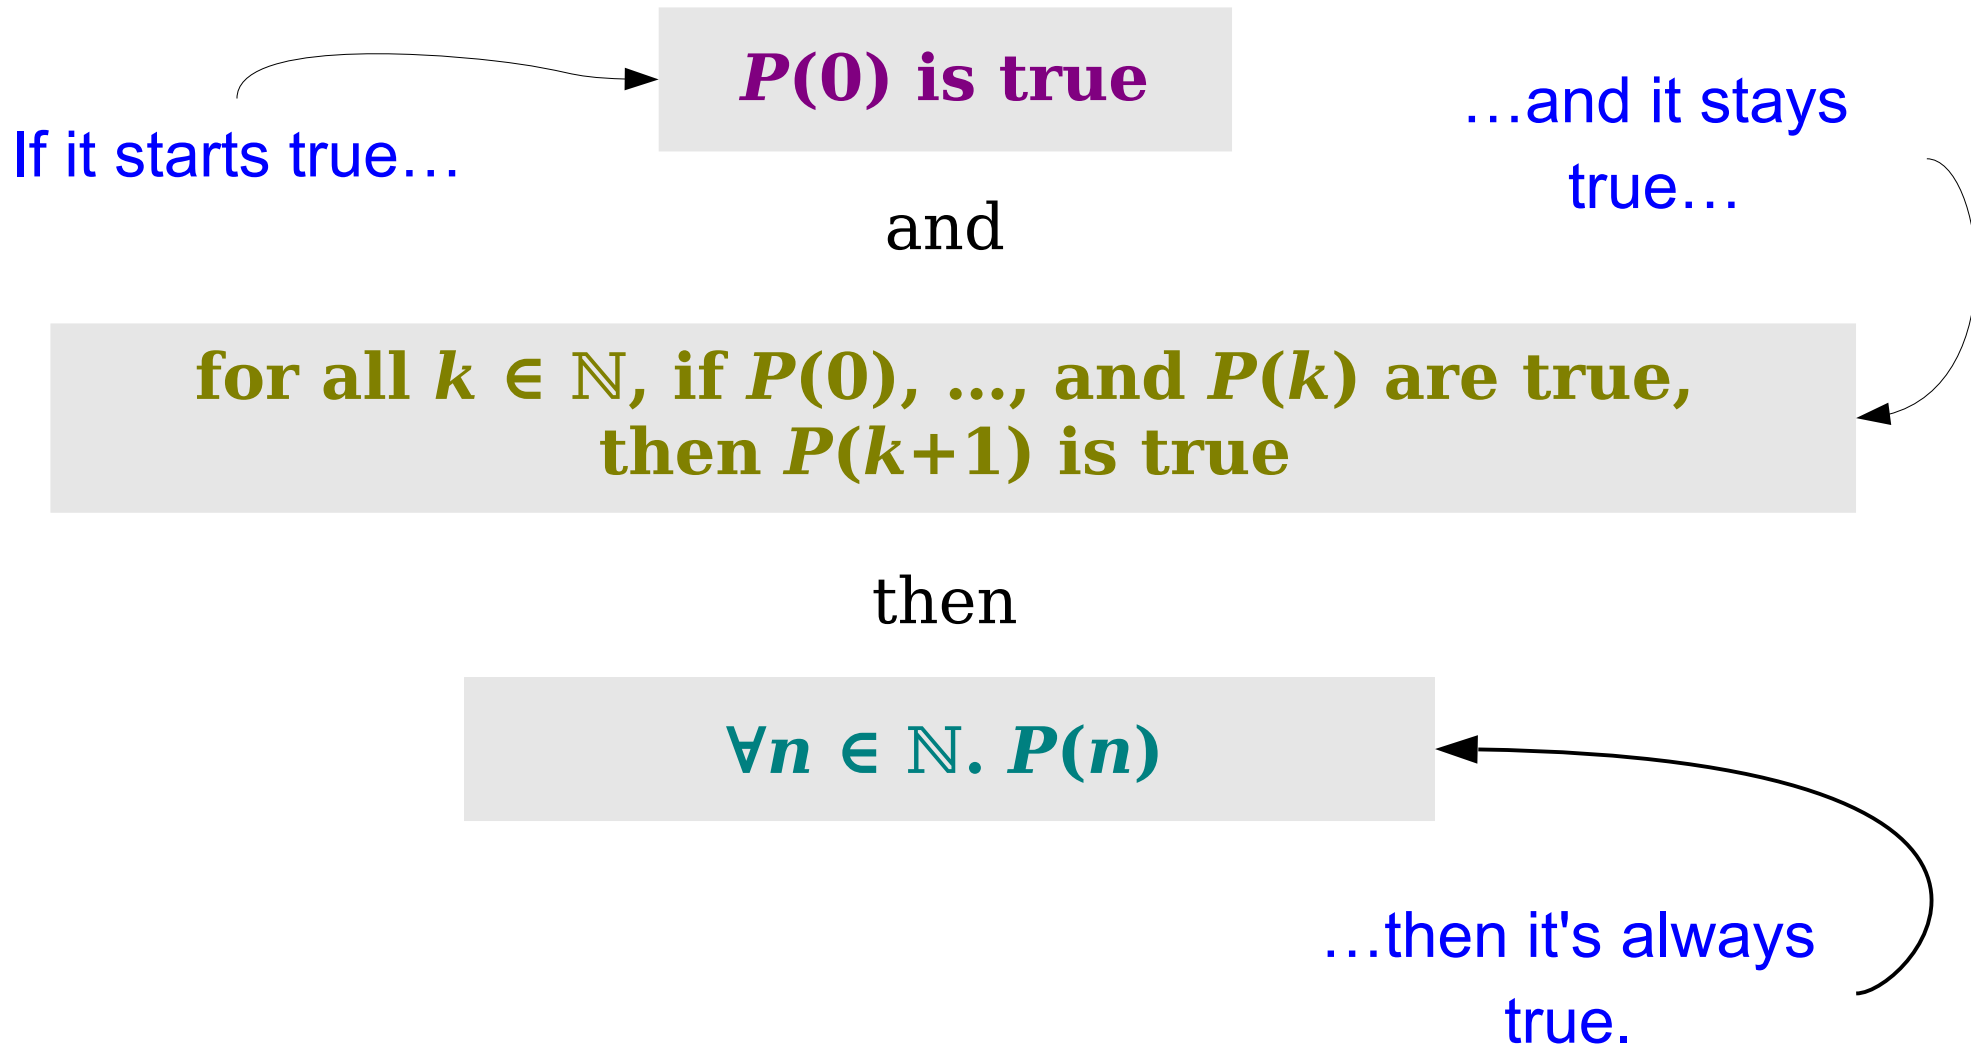 P(0) is true
If it starts true…
…and it stays
true…
and
for all k ∈ ℕ, if P(0), …, and P(k) are true,
then P(k+1) is true
then
∀n ∈ ℕ. P(n)
…then it's always
true.